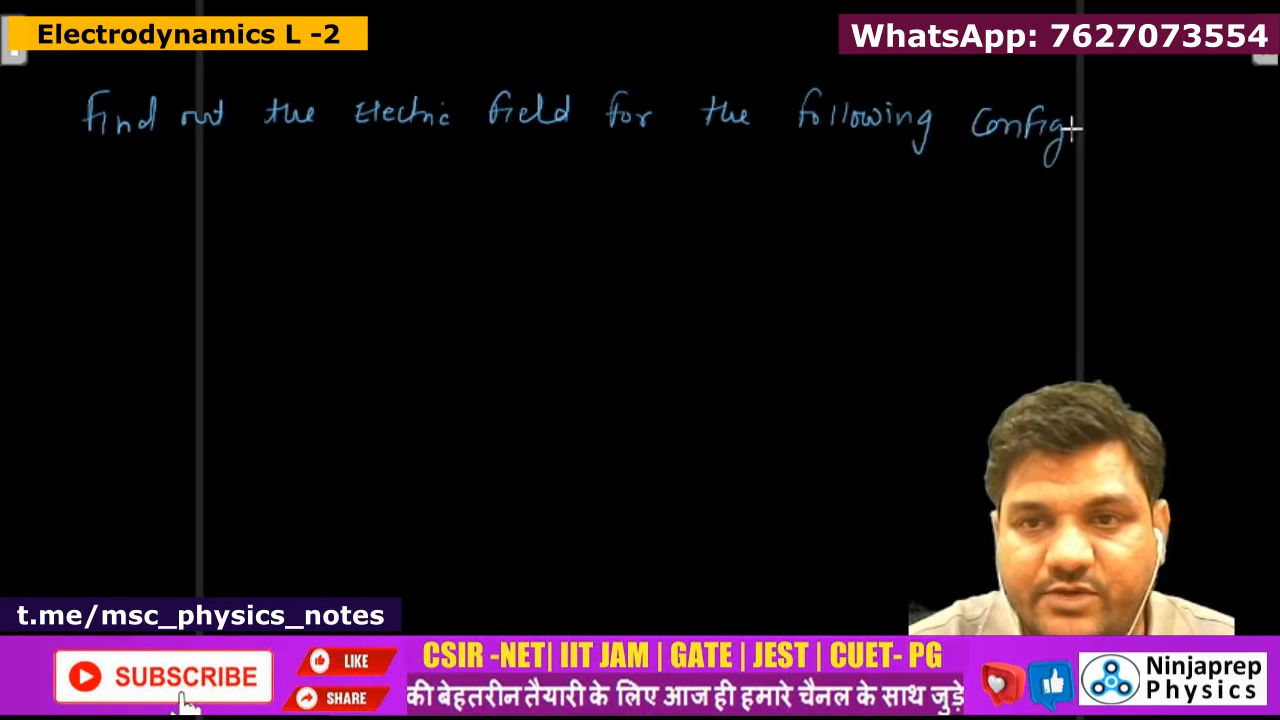 Electrodynamics L -2
WhatsApp: 7627073554
Find out the Electric field for the following Config
t.me/msc_physics_notes
SUBSCRIBE
LIKE
SHARE
CSIR -NET| IIT JAM | GATE | JEST | CUET- PG
की बेहतरीन तैयारी के लिए आज ही हमारे चैनल के साथ जुड़े
Ninjaprep
Physics